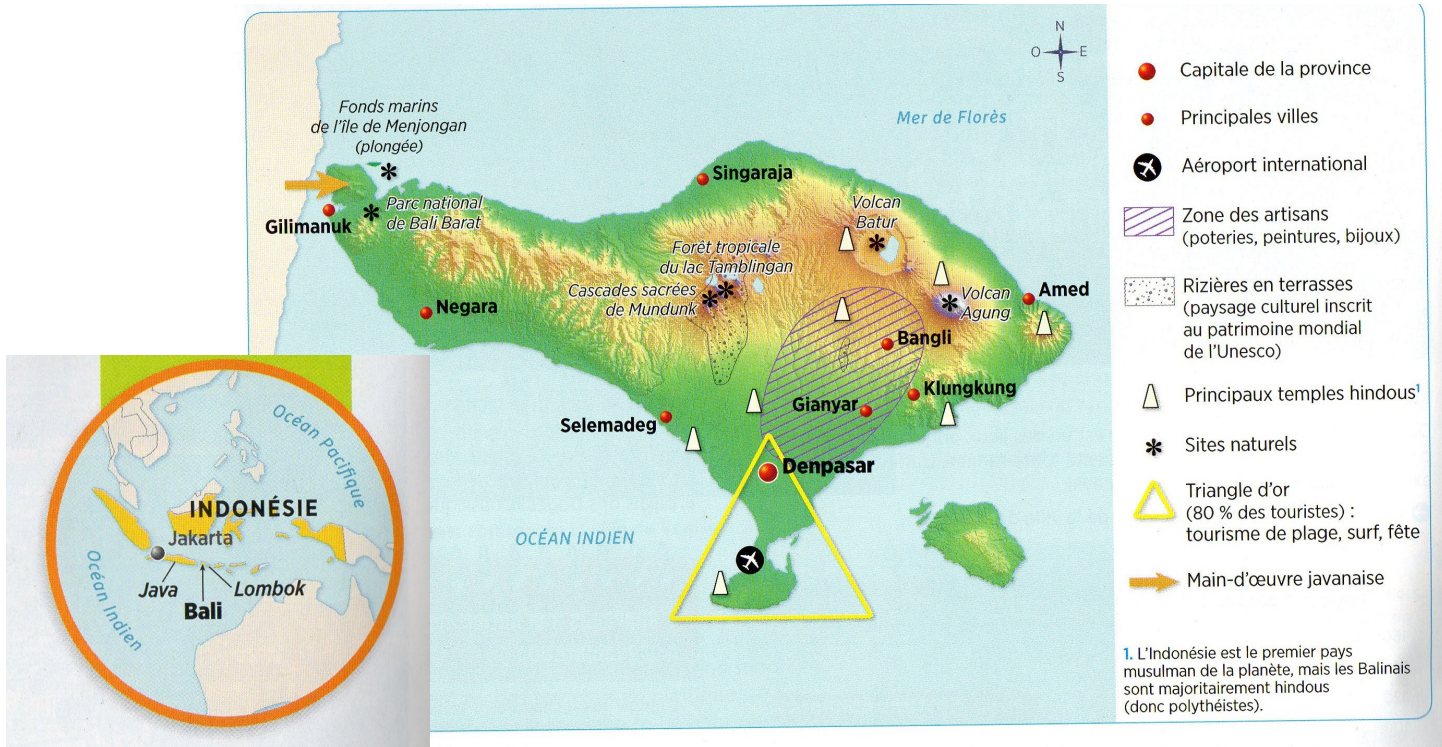 N
O
E
S
Fonds marins
de l'île de Menjongan
(plongée)
Mer de Florès
Singaraja
Parc national
de Bali Barat
Gilimanuk
Volcan
Batur
Forêt tropicale
du lac Tamblingan
Cascades sacrées
de Mundunk
Negara
Amed
Volcan
Agung
Bangli
Klungkung
Gianyar
Selemadeg
Denpasar
OCÉAN INDIEN
Capitale de la province
Principales villes
Aéroport international
Zone des artisans
(poteries, peintures, bijoux)
Rizières en terrasses
(paysage culturel inscrit
au patrimoine mondial
de l'Unesco)
Principaux temples hindous¹
Sites naturels
Triangle d'or
(80 % des touristes) :
tourisme de plage, surf, fête
Main-d'œuvre javanaise
1. L'Indonésie est le premier pays
musulman de la planète, mais les Balinais
sont majoritairement hindous
(donc polythéistes).
Océan Pacifique
INDONÉSIE
Jakarta
Java
Lombok
Bali
Océan Indien